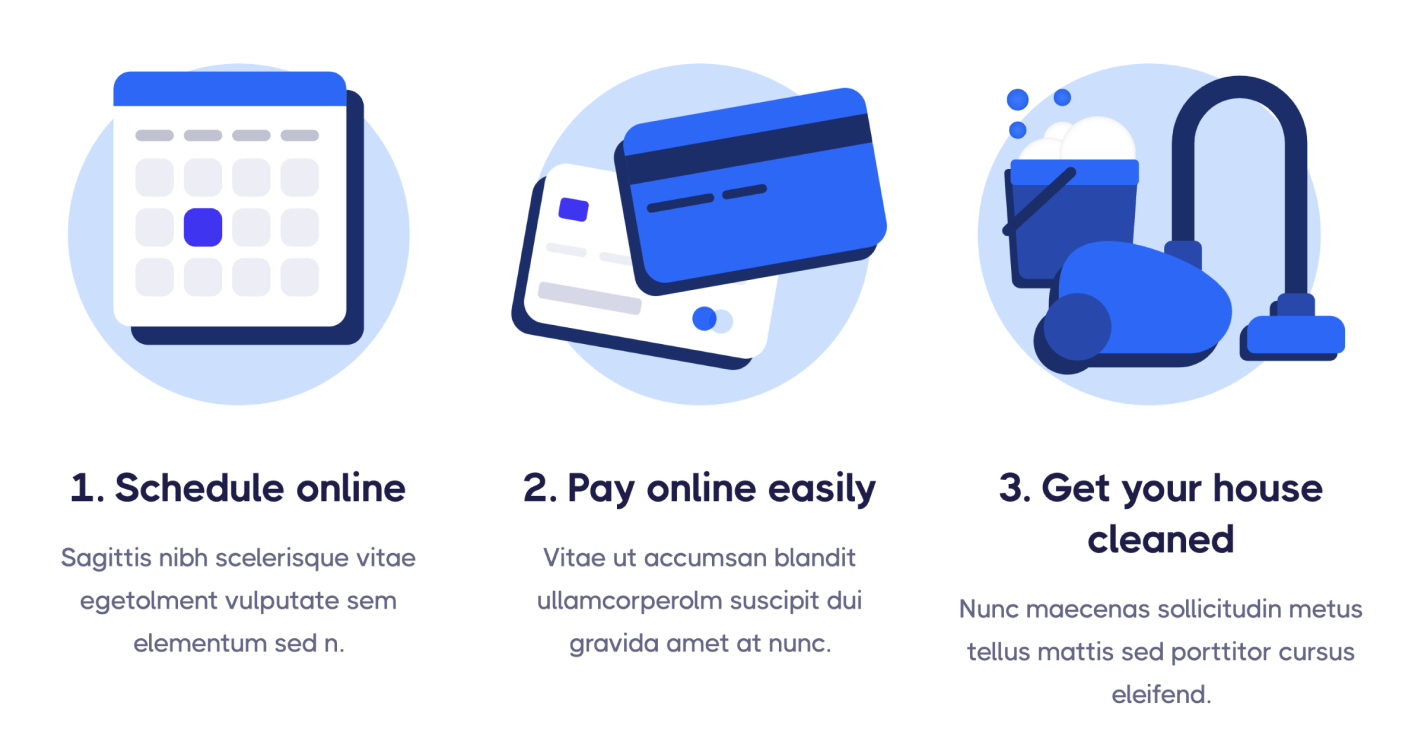 1. Schedule online
Sagittis nibh scelerisque vitae
egetolment vulputate sem
elementum sed n.
2. Pay online easily
Vitae ut accumsan blandit
ullamcorperolm suscipit dui
gravida amet at nunc.
3. Get your house
cleaned
Nunc maecenas sollicitudin metus
tellus mattis sed porttitor cursus
eleifend.